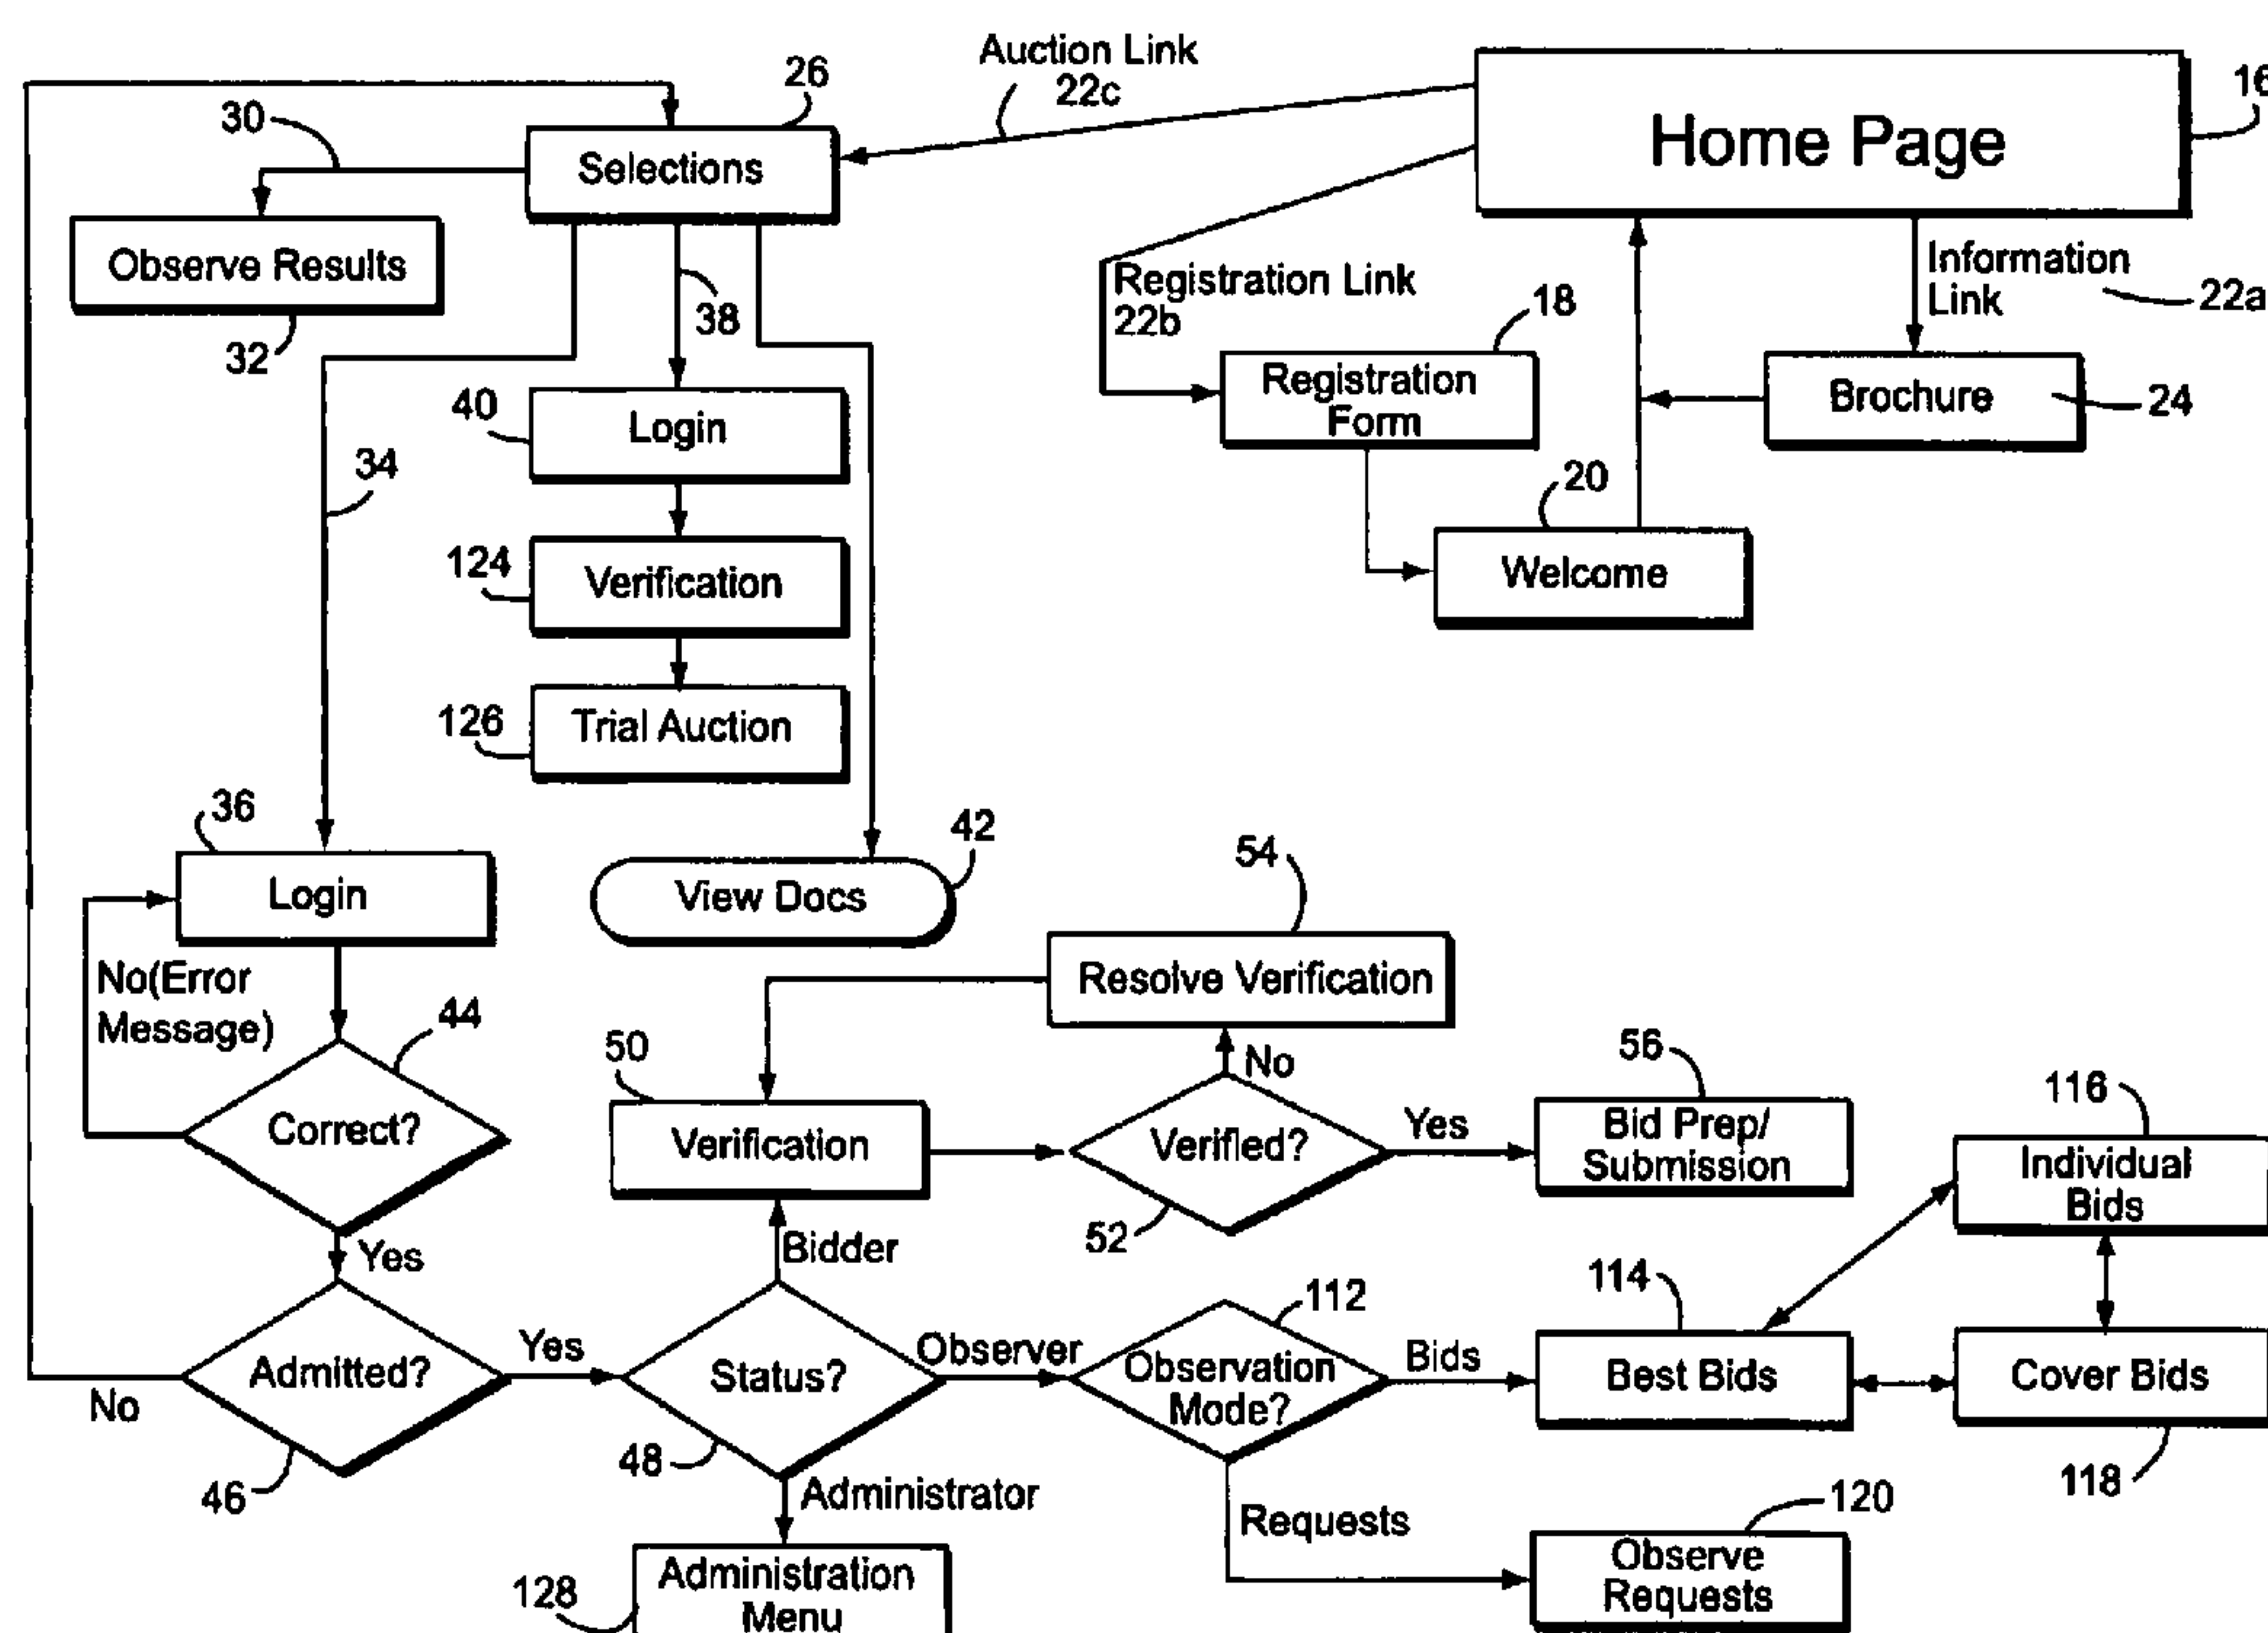 Auction Link
22c
26
16
30
Home Page
Selections
Observe Results
32
38
Registration Link
22b
Information
Link
22a
18
Registration
Form
Brochure
24
40
Login
34
20
Welcome
124
Verification
126
Trial Auction
36
Login
42
View Docs
54
Resolve Verification
No(Error
Message)
44
Correct?
50
Verification
No
Verified?
52
Yes
56
Bid Prep/
Submission
116
Individual
Bids
Yes
Bidder
Admitted?
46
No
Yes
Status?
48
Observer
112
Observation
Mode?
Bids
114
Best Bids
Cover Bids
118
Administrator
Requests
120
Observe
Requests
128
Administration
Menu